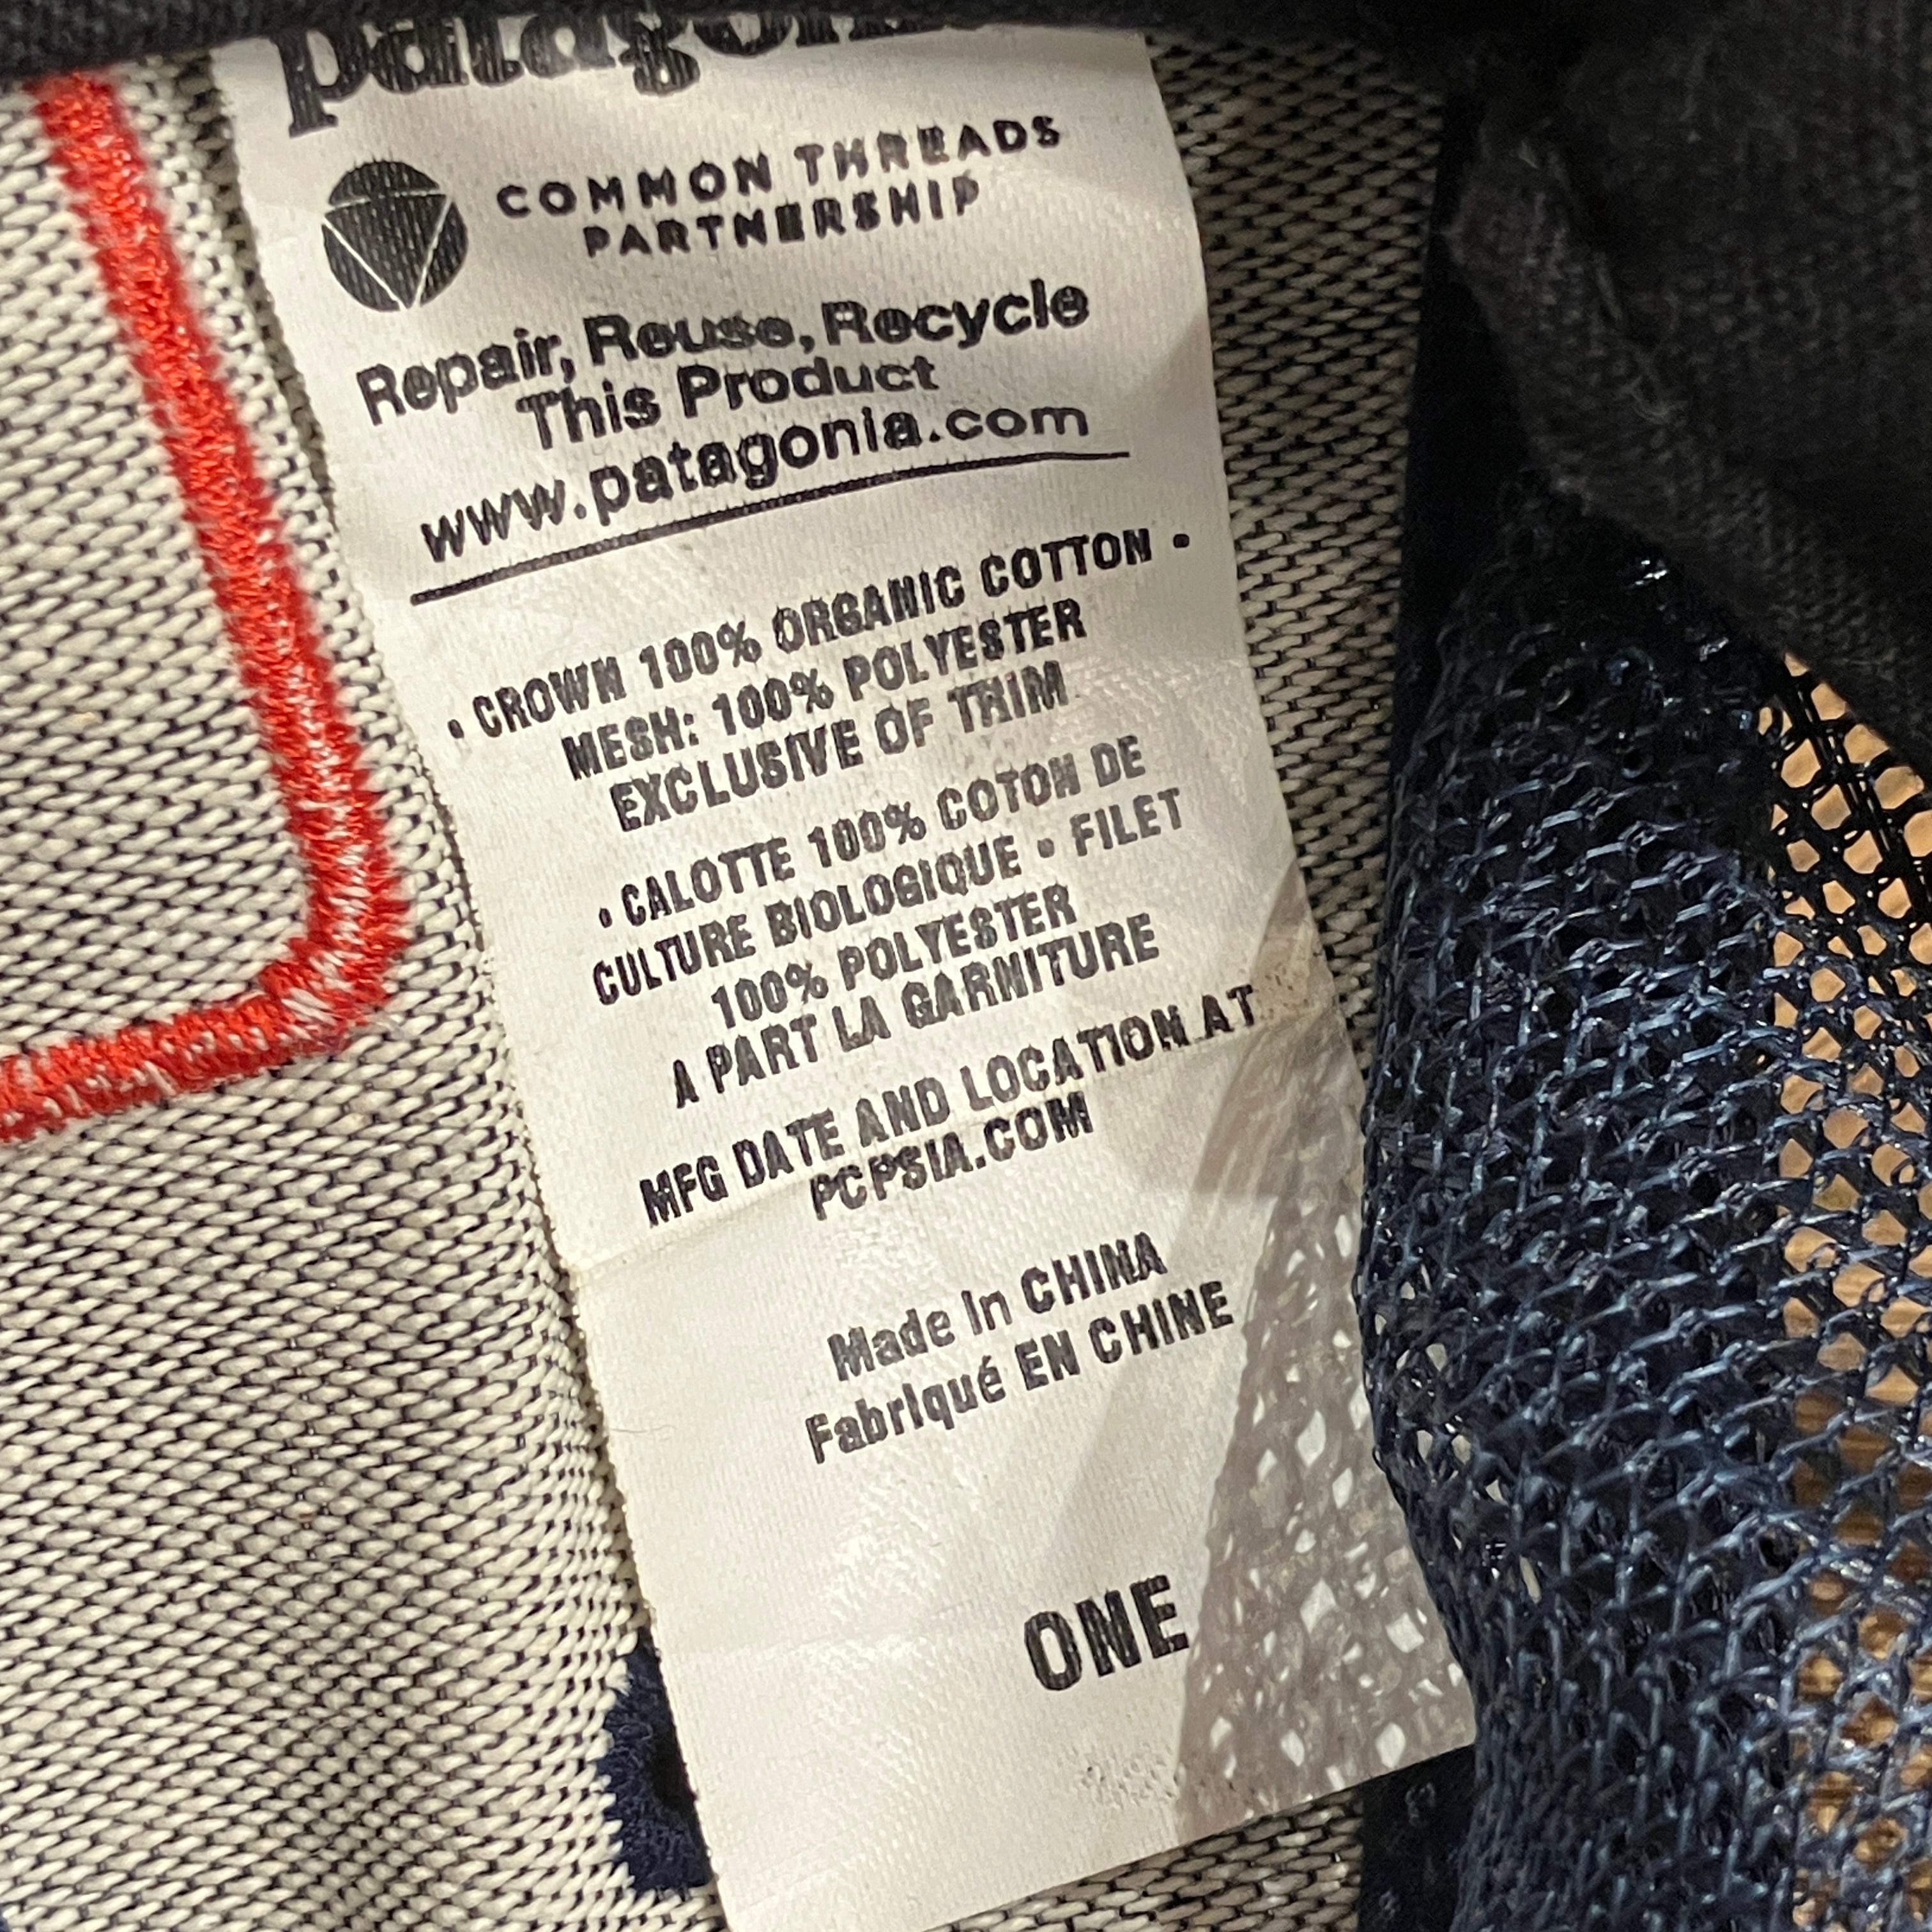 patagonia
COMMON THREADS
PARTNERSHIP
Repair, Reuse, Recycle
This Product
www.patagonia.com
• CROWN 100% ORGANIC COTTON •
MESH: 100% POLYESTER
EXCLUSIVE OF TRIM
• CALOTTE 100% COTON DE
CULTURE BIOLOGIQUE • FILET
100% POLYESTER
A PART LA GARNITURE
MFG DATE AND LOCATION AT
PCPSIA.COM
Made in CHINA
Fabriqué EN CHINE
ONE